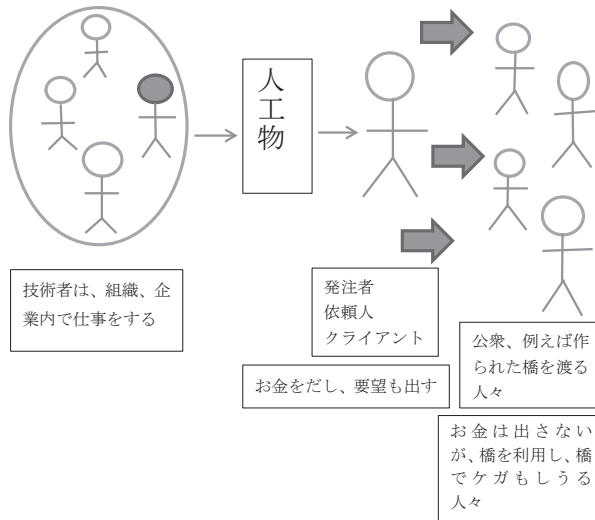 人工物
技術者は、組織、企
業内で仕事をする
発注者
依頼人
クライアント
お金をだし、要望も出す
公衆、例えば作
られた橋を渡る
人々
お金は出さない
が、橋を利用し、橋
でケガもしうる
人々